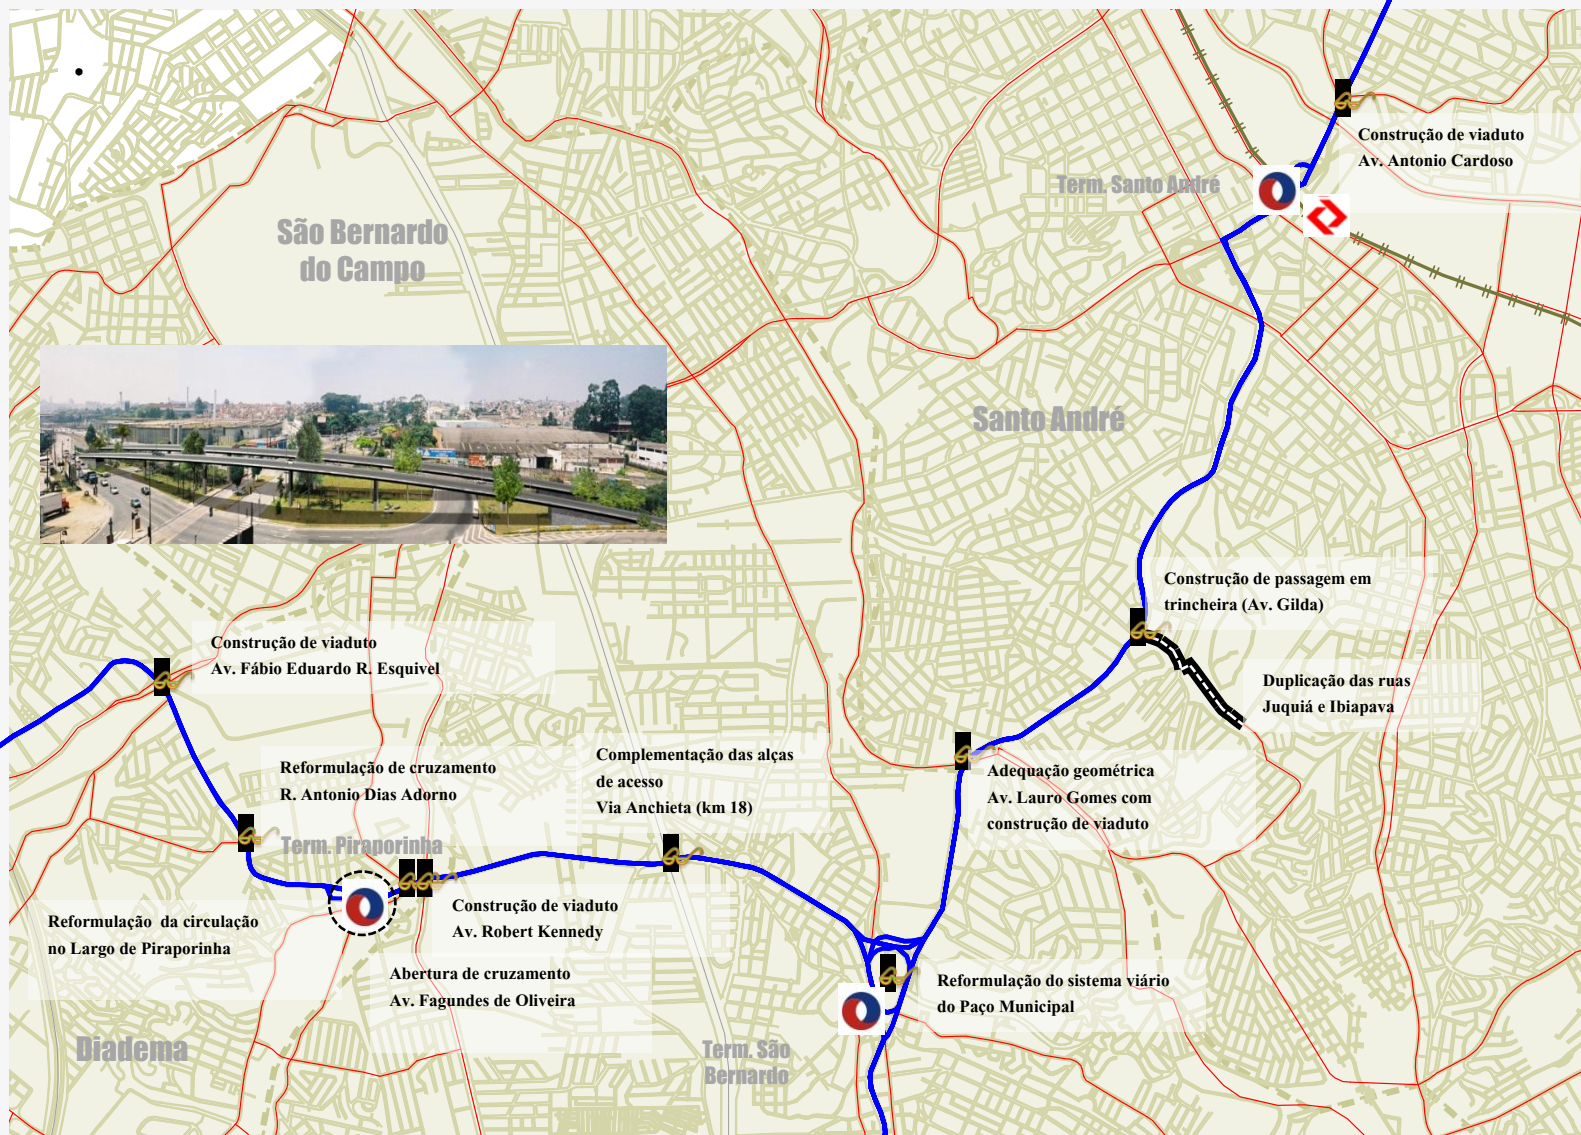 Construção de viaduto
Av. Antonio Cardoso
Term. Santo André
São Bernardo
do Campo
Santo André
Construção de passagem em
trincheira (Av. Gilda)
Construção de viaduto
Av. Fábio Eduardo R. Esquivel
Duplicação das ruas
Juquiá e Ibiapava
Reformulação de cruzamento
R. Antonio Dias Adorno
Complementação das alças
de acesso
Via Anchieta (km 18)
Adequação geométrica
Av. Lauro Gomes com
construção de viaduto
Term. Piraporinha
Reformulação da circulação
no Largo de Piraporinha
Construção de viaduto
Av. Robert Kennedy
Abertura de cruzamento
Av. Fagundes de Oliveira
Reformulação do sistema viário
do Paço Municipal
Diadema
Term. São
Bernardo